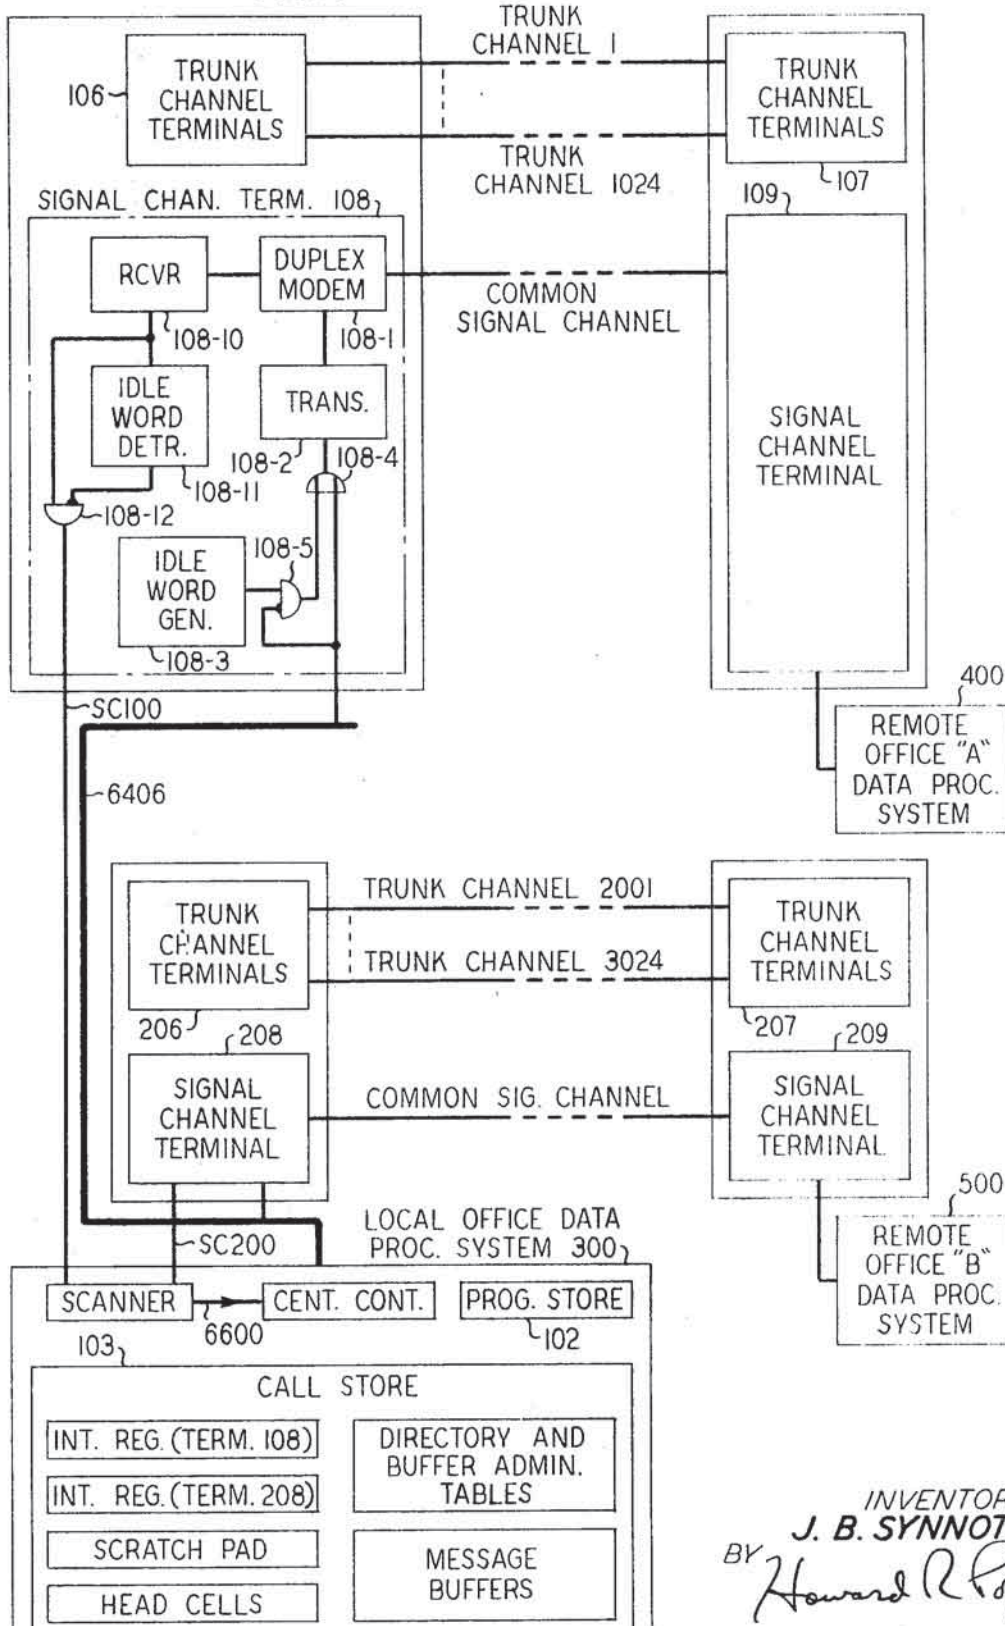 TRUNK
CHANNEL 1
TRUNK
CHANNEL
TERMINALS
106
TRUNK
CHANNEL
TERMINALS
107
TRUNK
CHANNEL 1024
SIGNAL CHAN. TERM. 108
109
RCVR
DUPLEX
MODEM
COMMON
SIGNAL CHANNEL
108-10
108-1
IDLE
WORD
DETR.
TRANS.
SIGNAL
CHANNEL
TERMINAL
108-2
108-4
108-11
108-12
108-5
IDLE
WORD
GEN.
108-3
SC100
400
REMOTE
OFFICE "A"
DATA PROC.
SYSTEM
6406
TRUNK CHANNEL 2001
TRUNK
CHANNEL
TERMINALS
TRUNK
CHANNEL
TERMINALS
TRUNK CHANNEL 3024
206
208
207
209
SIGNAL
CHANNEL
TERMINAL
COMMON SIG. CHANNEL
SIGNAL
CHANNEL
TERMINAL
SC200
LOCAL OFFICE DATA
PROC. SYSTEM 300
500
REMOTE
OFFICE "B"
DATA PROC.
SYSTEM
SCANNER
CENT. CONT.
PROG. STORE
6600
102
103
CALL STORE
INT. REG. (TERM. 108)
INT. REG. (TERM. 208)
SCRATCH PAD
HEAD CELLS
DIRECTORY AND
BUFFER ADMIN.
TABLES
MESSAGE
BUFFERS
INVENTOR
J. B. SYNNOT
BY Howard R